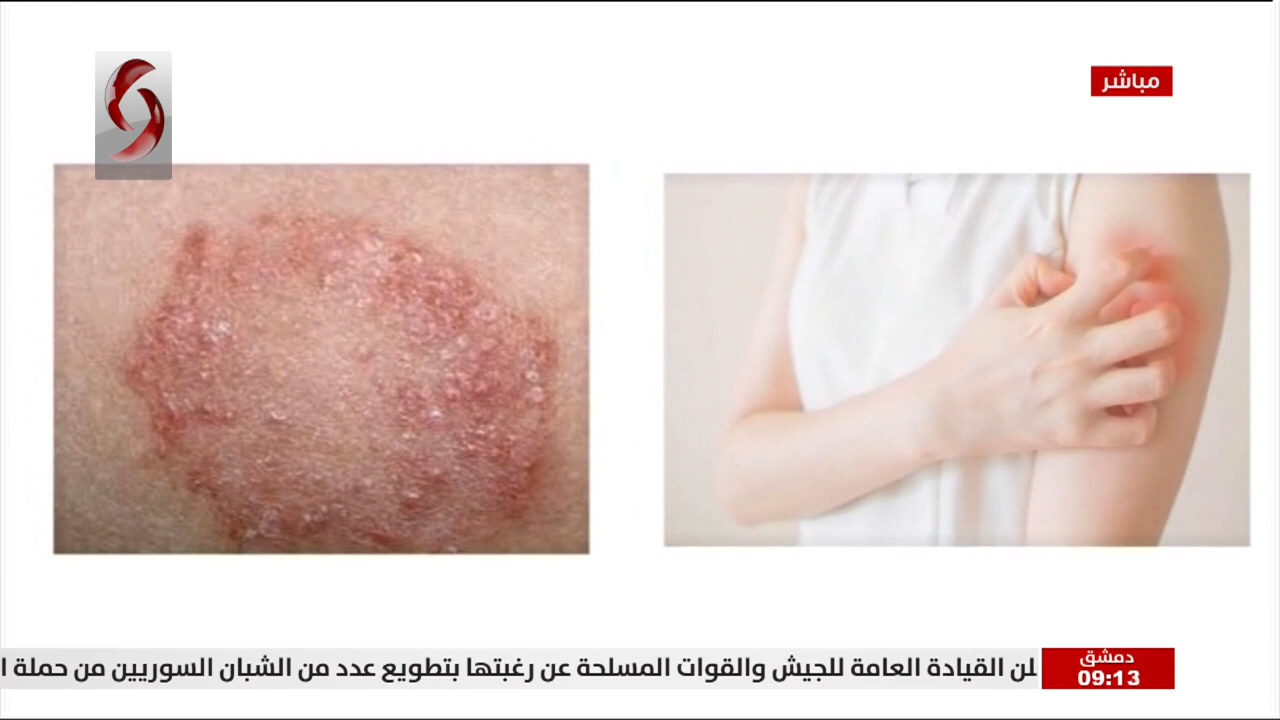 مباشر
لن القيادة العامة للجيش والقوات المسلحة عن رغبتها بتطويع عدد من الشبان السوريين من حملة ا
دمشق
09:13